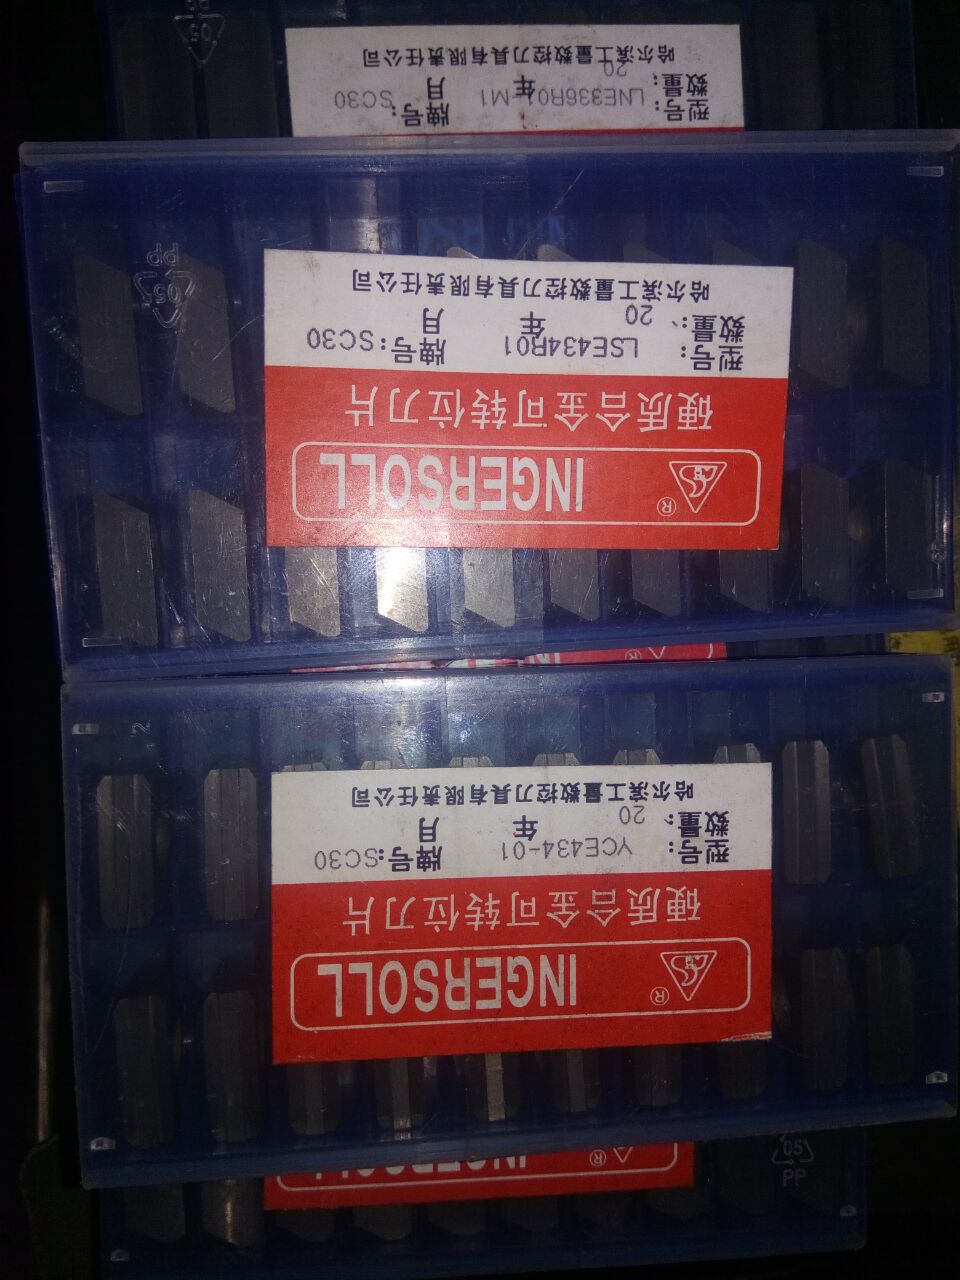 PP
05
® INGERSOLL
® INGERSOLL
硬质合金可转位刀片
型号: YCE434-01 牌号:SC30
数量: 20 年 月
哈尔滨工量数控刀具有限责任公司
2
® INGERSOLL
硬质合金可转位刀片
型号: LSE434R01 牌号:SC30
数量: 20 年 月
哈尔滨工量数控刀具有限责任公司
05
PP
型号: LNE336R01-M1 牌号:SC30
数量: 20 年 月
哈尔滨工量数控刀具有限责任公司
05